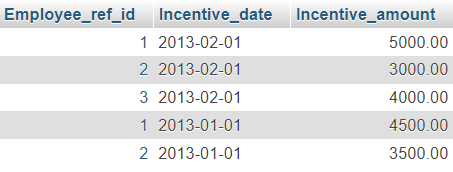 Employee_ref_id Incentive_date Incentive_amount
1 2013-02-01 5000.00
2 2013-02-01 3000.00
3 2013-02-01 4000.00
1 2013-01-01 4500.00
2 2013-01-01 3500.00